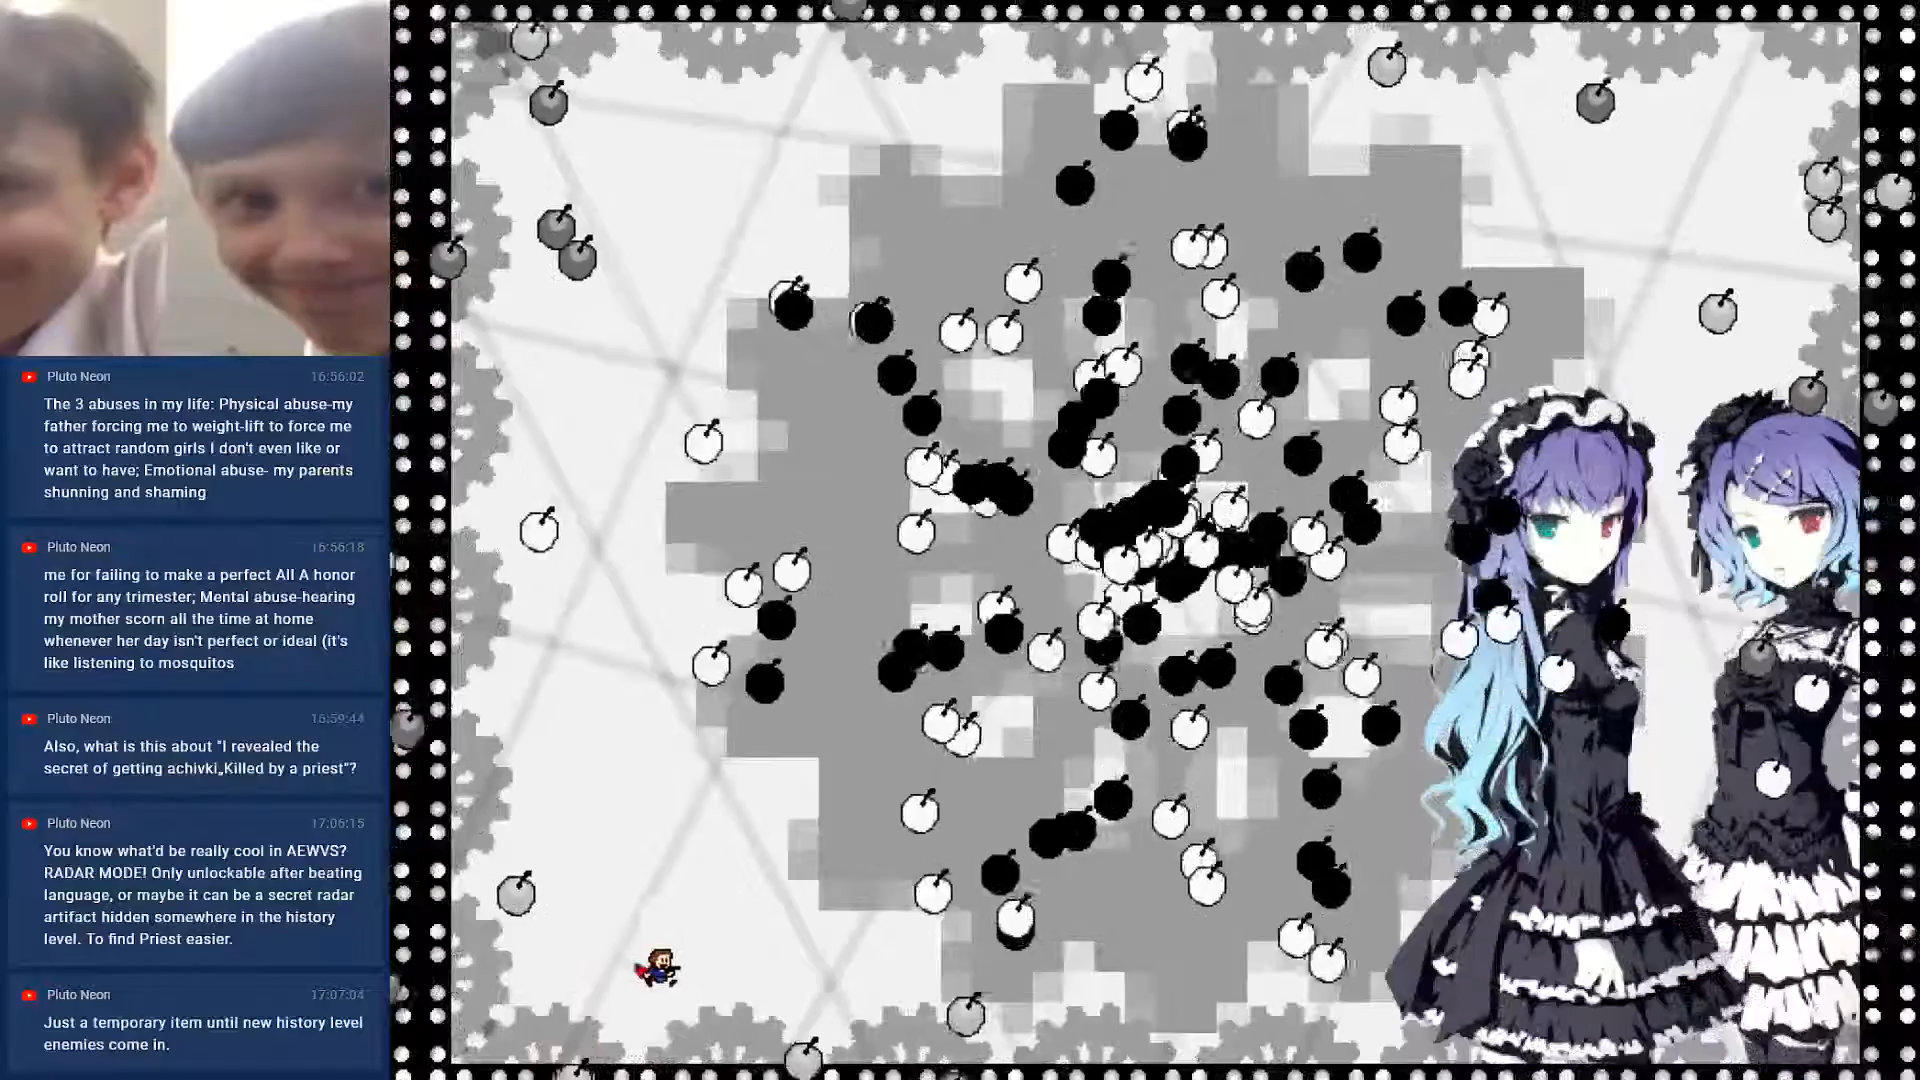 Pluto Neon 16:56:02
The 3 abuses in my life: Physical abuse-my
father forcing me to weight-lift to force me
to attract random girls I don't even like or
want to have; Emotional abuse- my parents
shunning and shaming
Pluto Neon 16:56:18
me for failing to make a perfect All A honor
roll for any trimester; Mental abuse-hearing
my mother scorn all the time at home
whenever her day isn't perfect or ideal (it's
like listening to mosquitos
Pluto Neon 16:59:44
Also, what is this about "I revealed the
secret of getting achivki„Killed by a priest"?
Pluto Neon 17:06:15
You know what'd be really cool in AEWVS?
RADAR MODE! Only unlockable after beating
language, or maybe it can be a secret radar
artifact hidden somewhere in the history
level. To find Priest easier.
Pluto Neon 17:07:04
Just a temporary item until new history level
enemies come in.